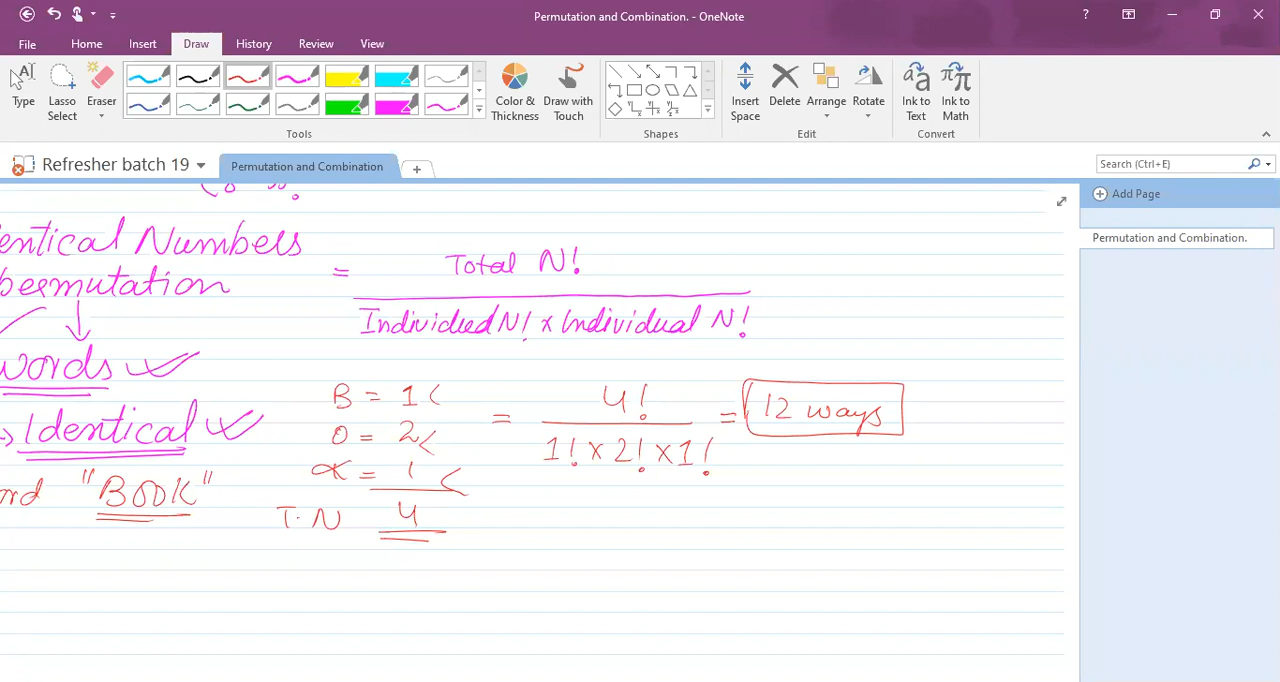 Permutation and Combination. - OneNote
File Home Insert Draw History Review View
Type Lasso Select Eraser Color & Thickness Draw with Touch Insert Space Delete Arrange Rotate Ink to Text Ink to Math
Tools Shapes Edit Convert
Refresher batch 19 Permutation and Combination Search (Ctrl+E)
Add Page
Permutation and Combination.
entical Numbers
permutation
= Total N!
Individual N! x Individual N!
words
Identical
"BOOK"
B = 1
O = 2
K = 1
T.N 4
= 4!
1! x 2! x 1!
= 12 ways